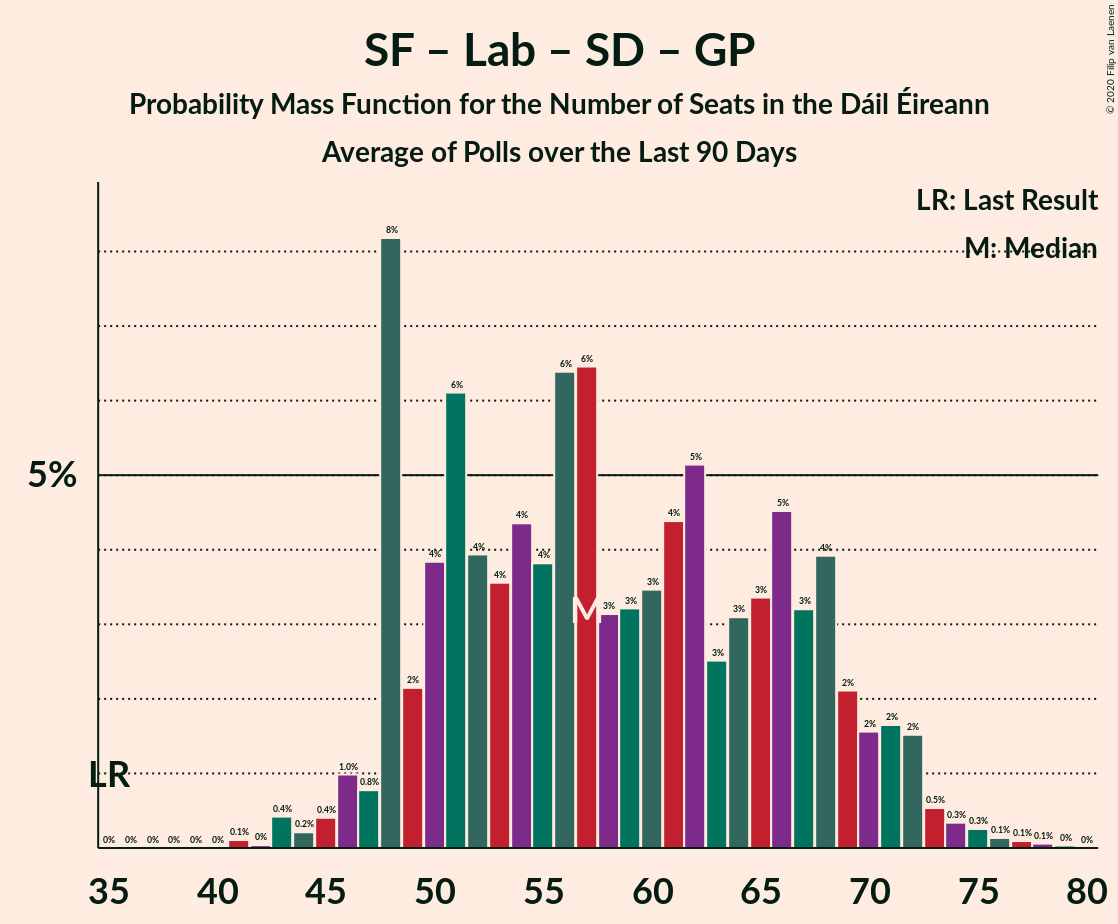 SF – Lab – SD – GP
Probability Mass Function for the Number of Seats in the Dáil Éireann
Average of Polls over the Last 90 Days
© 2020 Filip van Laenen
LR: Last Result
M: Median
5%
LR
M
0% 0% 0% 0% 0% 0% 0.1% 0% 0.4% 0.2% 0.4% 1.0% 0.8% 8% 2% 4% 6% 4% 4% 4% 4% 6% 6% 3% 3% 3% 4% 5% 3% 3% 3% 5% 3% 4% 2% 2% 2% 2% 0.5% 0.3% 0.3% 0.1% 0.1% 0.1% 0% 0%
35 40 45 50 55 60 65 70 75 80